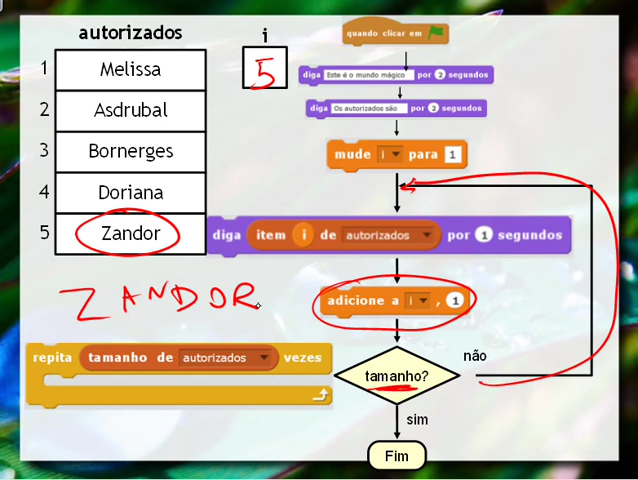 autorizados
i
1 Melissa
2 Asdrubal
3 Bornerges
4 Doriana
5 Zandor
5
quando clicar em
diga Este é o mundo mágico por 2 segundos
diga Os autorizados são por 2 segundos
mude i para 1
diga item i de autorizados por 1 segundos
ZANDOR
adicione a i , 1
repita tamanho de autorizados vezes
tamanho?
não
sim
Fim